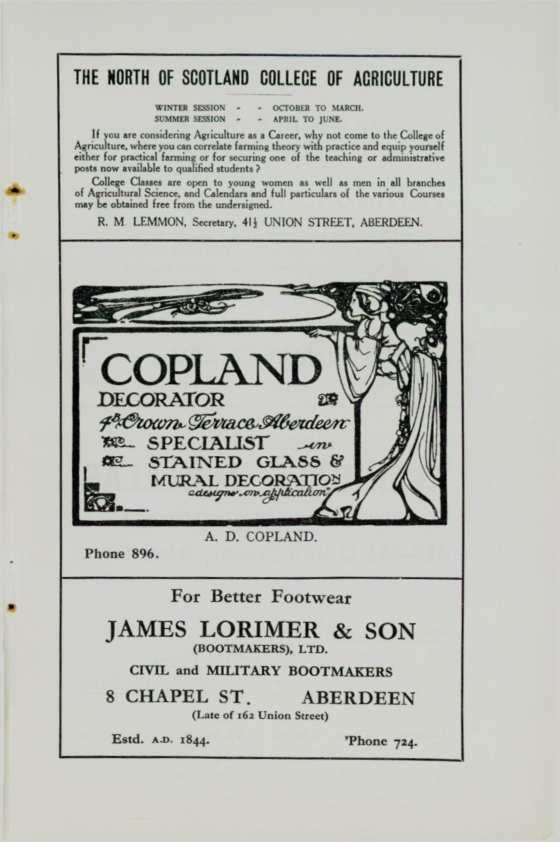 THE NORTH OF SCOTLAND COLLEGE OF AGRICULTURE
WINTER SESSION - - OCTOBER TO MARCH.
SUMMER SESSION - - APRIL TO JUNE.
If you are considering Agriculture as a Career, why not come to the College of
Agriculture, where you can correlate farming theory with practice and equip yourself
either for practical farming or for securing one of the teaching or administrative
posts now available to qualified students ?
College Classes are open to young women as well as men in all branches
of Agricultural Science, and Calendars and full particulars of the various Courses
may be obtained free from the undersigned.
R. M. LEMMON, Secretary, 41½ UNION STREET, ABERDEEN.
COPLAND
DECORATOR
4B Crown Terrace Aberdeen
SPECIALIST in
STAINED GLASS &
MURAL DECORATION
designs on application
A. D. COPLAND.
Phone 896.
For Better Footwear
JAMES LORIMER & SON
(BOOTMAKERS), LTD.
CIVIL and MILITARY BOOTMAKERS
8 CHAPEL ST. ABERDEEN
(Late of 162 Union Street)
Estd. A.D. 1844. 'Phone 724.